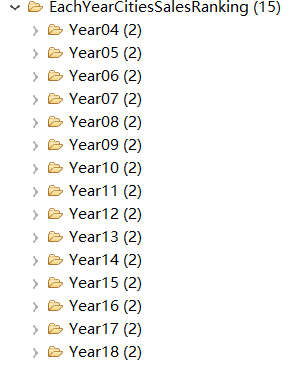 EachYearCitiesSalesRanking (15)
Year04 (2)
Year05 (2)
Year06 (2)
Year07 (2)
Year08 (2)
Year09 (2)
Year10 (2)
Year11 (2)
Year12 (2)
Year13 (2)
Year14 (2)
Year15 (2)
Year16 (2)
Year17 (2)
Year18 (2)